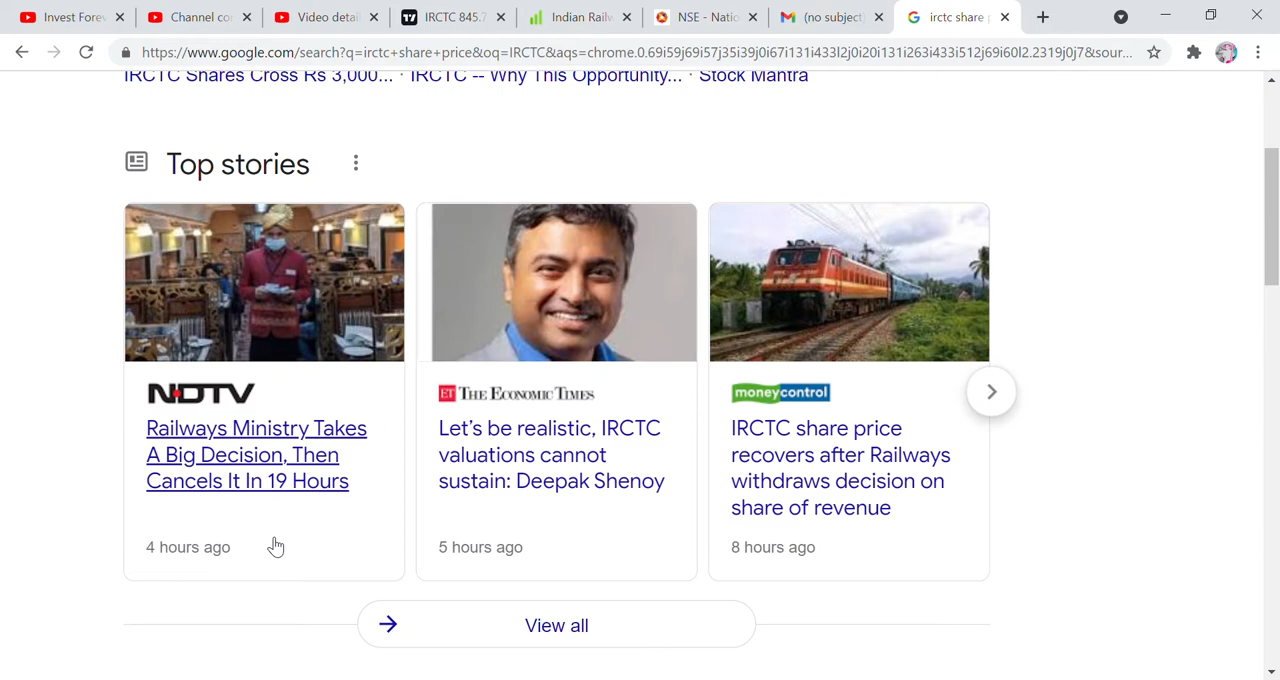 Invest Fore
Channel co
Video detai
IRCTC 845.7
Indian Railw
NSE - Natio
(no subject)
irctc share p
https://www.google.com/search?q=irctc+share+price&oq=IRCTC&aqs=chrome.0.69i59j69i57j35i39j0i67i131i433l2j0i20i131i263i433i512j69i60l2.2319j0j7&sour...
IRCTC Shares Cross Rs 3,000... · IRCTC -- Why This Opportunity... · Stock Mantra
Top stories
NDTV
Railways Ministry Takes
A Big Decision, Then
Cancels It In 19 Hours
4 hours ago
ET THE ECONOMIC TIMES
Let's be realistic, IRCTC
valuations cannot
sustain: Deepak Shenoy
5 hours ago
moneycontrol
IRCTC share price
recovers after Railways
withdraws decision on
share of revenue
8 hours ago
View all